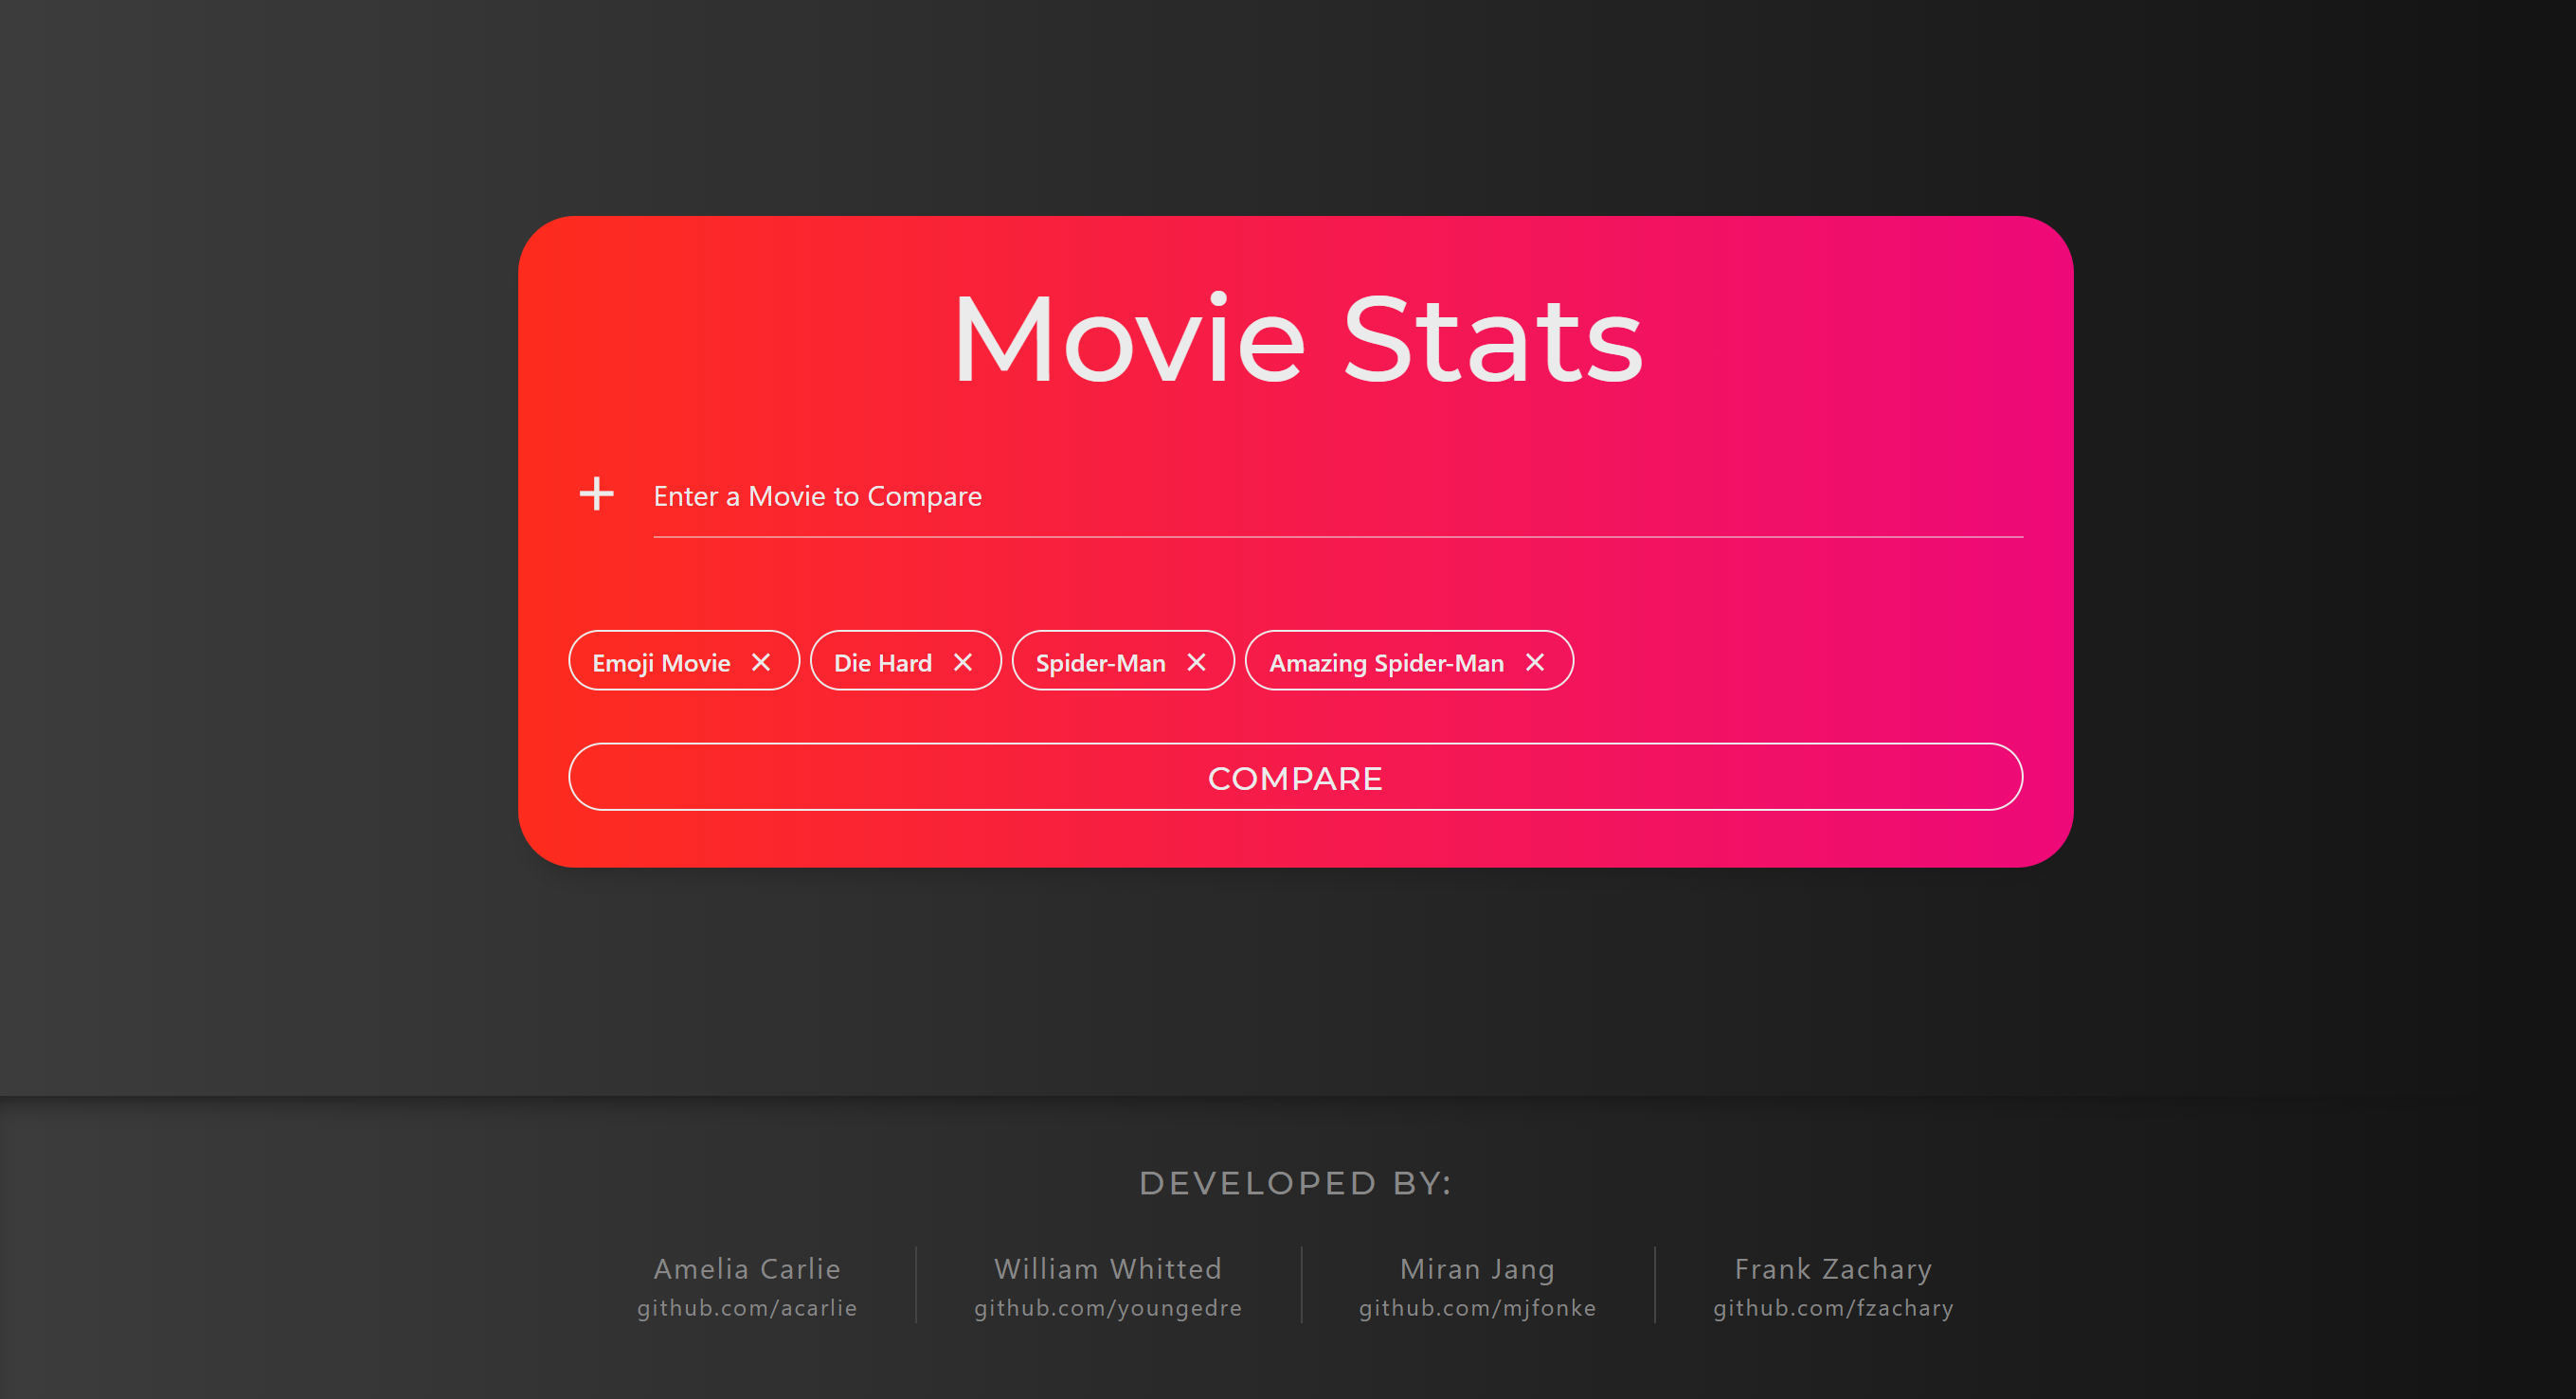 Movie Stats
Enter a Movie to Compare
Emoji Movie Die Hard Spider-Man Amazing Spider-Man
COMPARE
DEVELOPED BY:
Amelia Carlie William Whitted Miran Jang Frank Zachary
github.com/acarlie github.com/youngedre github.com/mjfonke github.com/fzachary